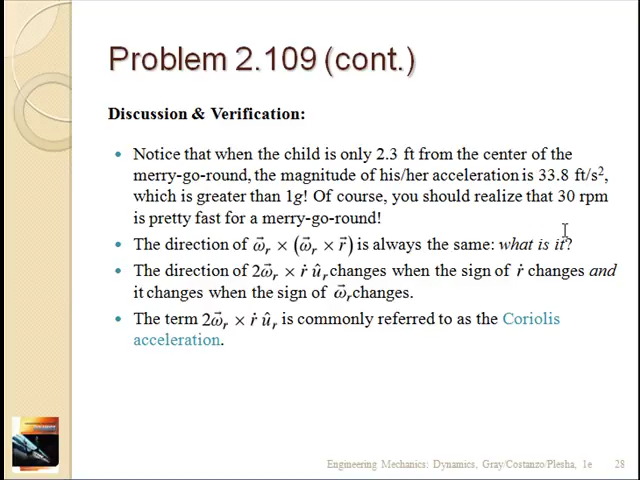 Problem 2.109 (cont.)
Discussion & Verification:
• Notice that when the child is only 2.3 ft from the center of the
merry-go-round, the magnitude of his/her acceleration is 33.8 ft/s²,
which is greater than 1g! Of course, you should realize that 30 rpm
is pretty fast for a merry-go-round!
• The direction of ω⃗ᵣ × (ω⃗ᵣ × r⃗) is always the same: what is it?
• The direction of 2ω⃗ᵣ × ṙ ûᵣ changes when the sign of ṙ changes and
it changes when the sign of ω⃗ᵣ changes.
• The term 2ω⃗ᵣ × ṙ ûᵣ is commonly referred to as the Coriolis
acceleration.
Engineering Mechanics: Dynamics, Gray/Costanzo/Plesha, 1e 28